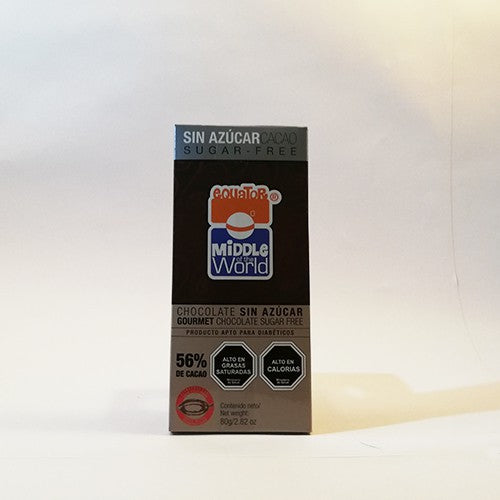 SIN AZÚCAR CACAO
SUGAR-FREE
equator ®
MiDDLe
of the
World
CHOCOLATE SIN AZÚCAR
GOURMET CHOCOLATE SUGAR FREE
PRODUCTO APTO PARA DIABÉTICOS
56%
DE CACAO
ALTO EN
GRASAS
SATURADAS
ALTO EN
CALORÍAS
Contenido neto/
Net weight:
80g/2.82 oz